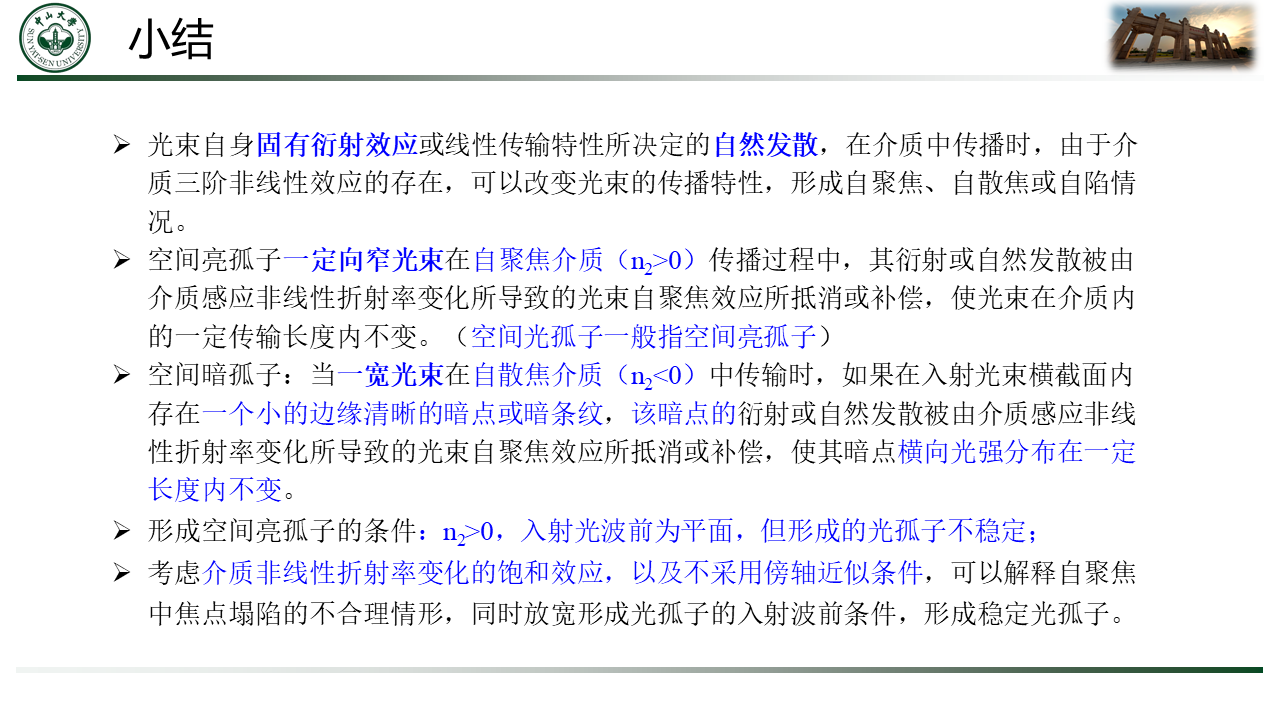 中山大学
SUN YAT-SEN UNIVERSITY
小结
➢ 光束自身固有衍射效应或线性传输特性所决定的自然发散，在介质中传播时，由于介
质三阶非线性效应的存在，可以改变光束的传播特性，形成自聚焦、自散焦或自陷情
况。
➢ 空间亮孤子一定向窄光束在自聚焦介质（n2>0）传播过程中，其衍射或自然发散被由
介质感应非线性折射率变化所导致的光束自聚焦效应所抵消或补偿，使光束在介质内
的一定传输长度内不变。（空间光孤子一般指空间亮孤子）
➢ 空间暗孤子：当一宽光束在自散焦介质（n2<0）中传输时，如果在入射光束横截面内
存在一个小的边缘清晰的暗点或暗条纹，该暗点的衍射或自然发散被由介质感应非线
性折射率变化所导致的光束自聚焦效应所抵消或补偿，使其暗点横向光强分布在一定
长度内不变。
➢ 形成空间亮孤子的条件：n2>0，入射光波前为平面，但形成的光孤子不稳定；
➢ 考虑介质非线性折射率变化的饱和效应，以及不采用傍轴近似条件，可以解释自聚焦
中焦点塌陷的不合理情形，同时放宽形成光孤子的入射波前条件，形成稳定光孤子。